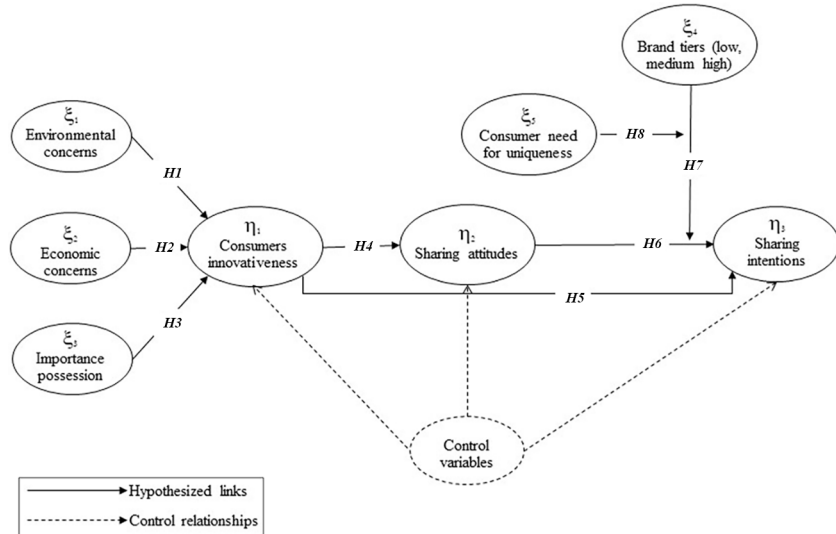 ξ₄
Brand tiers (low,
medium high)
ξ₁
Environmental
concerns
ξ₅
Consumer need
for uniqueness
H8
H7
H1
ξ₂
Economic
concerns
H2
η₁
Consumers
innovativeness
H4
η₂
Sharing attitudes
H6
η₃
Sharing
intentions
H5
H3
ξ₃
Importance
possession
Control
variables
Hypothesized links
Control relationships